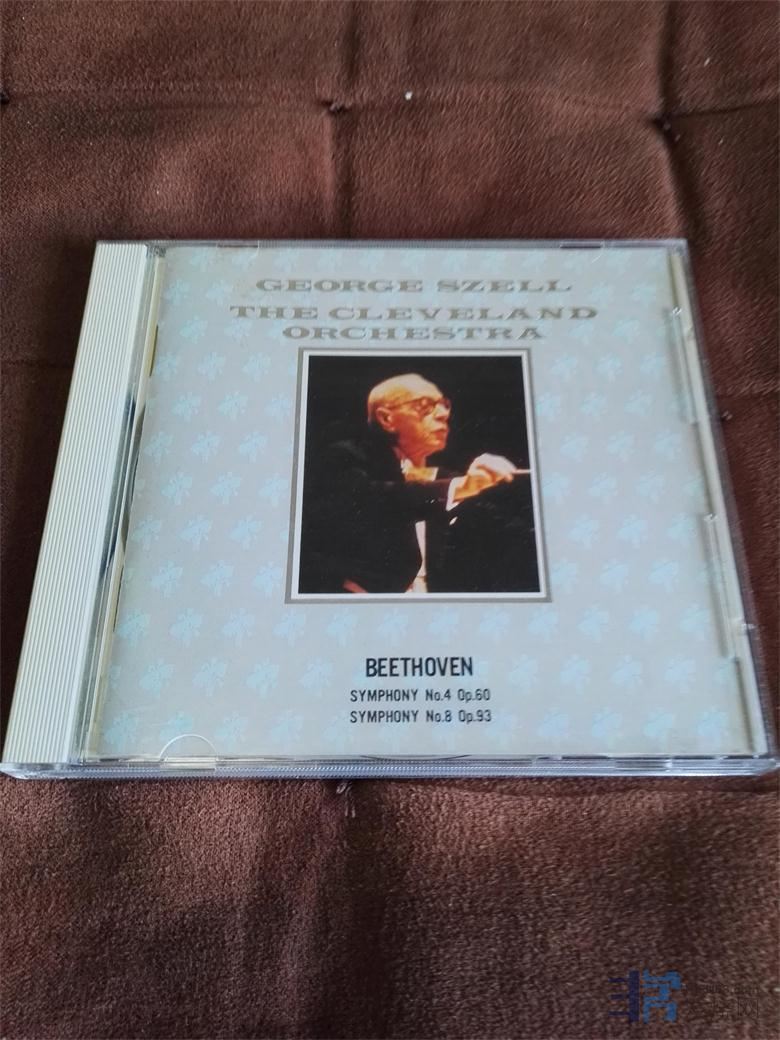 GEORGE SZELL
THE CLEVELAND
ORCHESTRA
BEETHOVEN
SYMPHONY No.4 Op.60
SYMPHONY No.8 Op.93